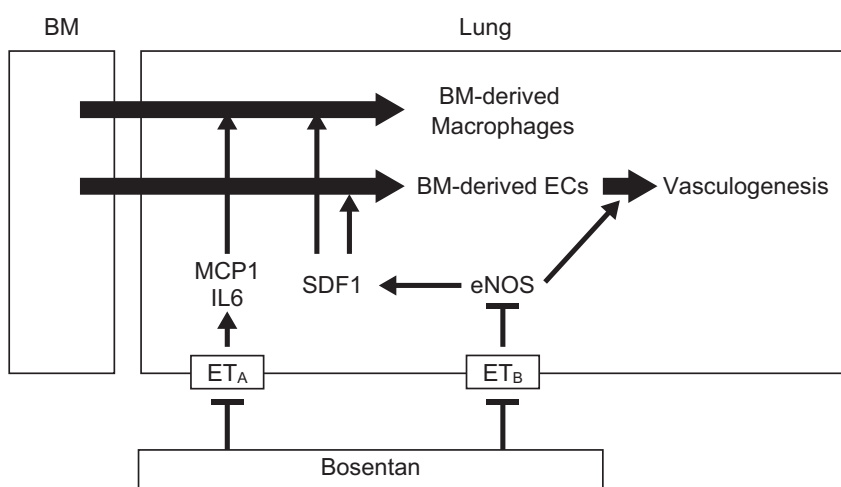 BM
Lung
BM-derived
Macrophages
BM-derived ECs
Vasculogenesis
MCP1
IL6
SDF1
eNOS
ETA
ETB
Bosentan